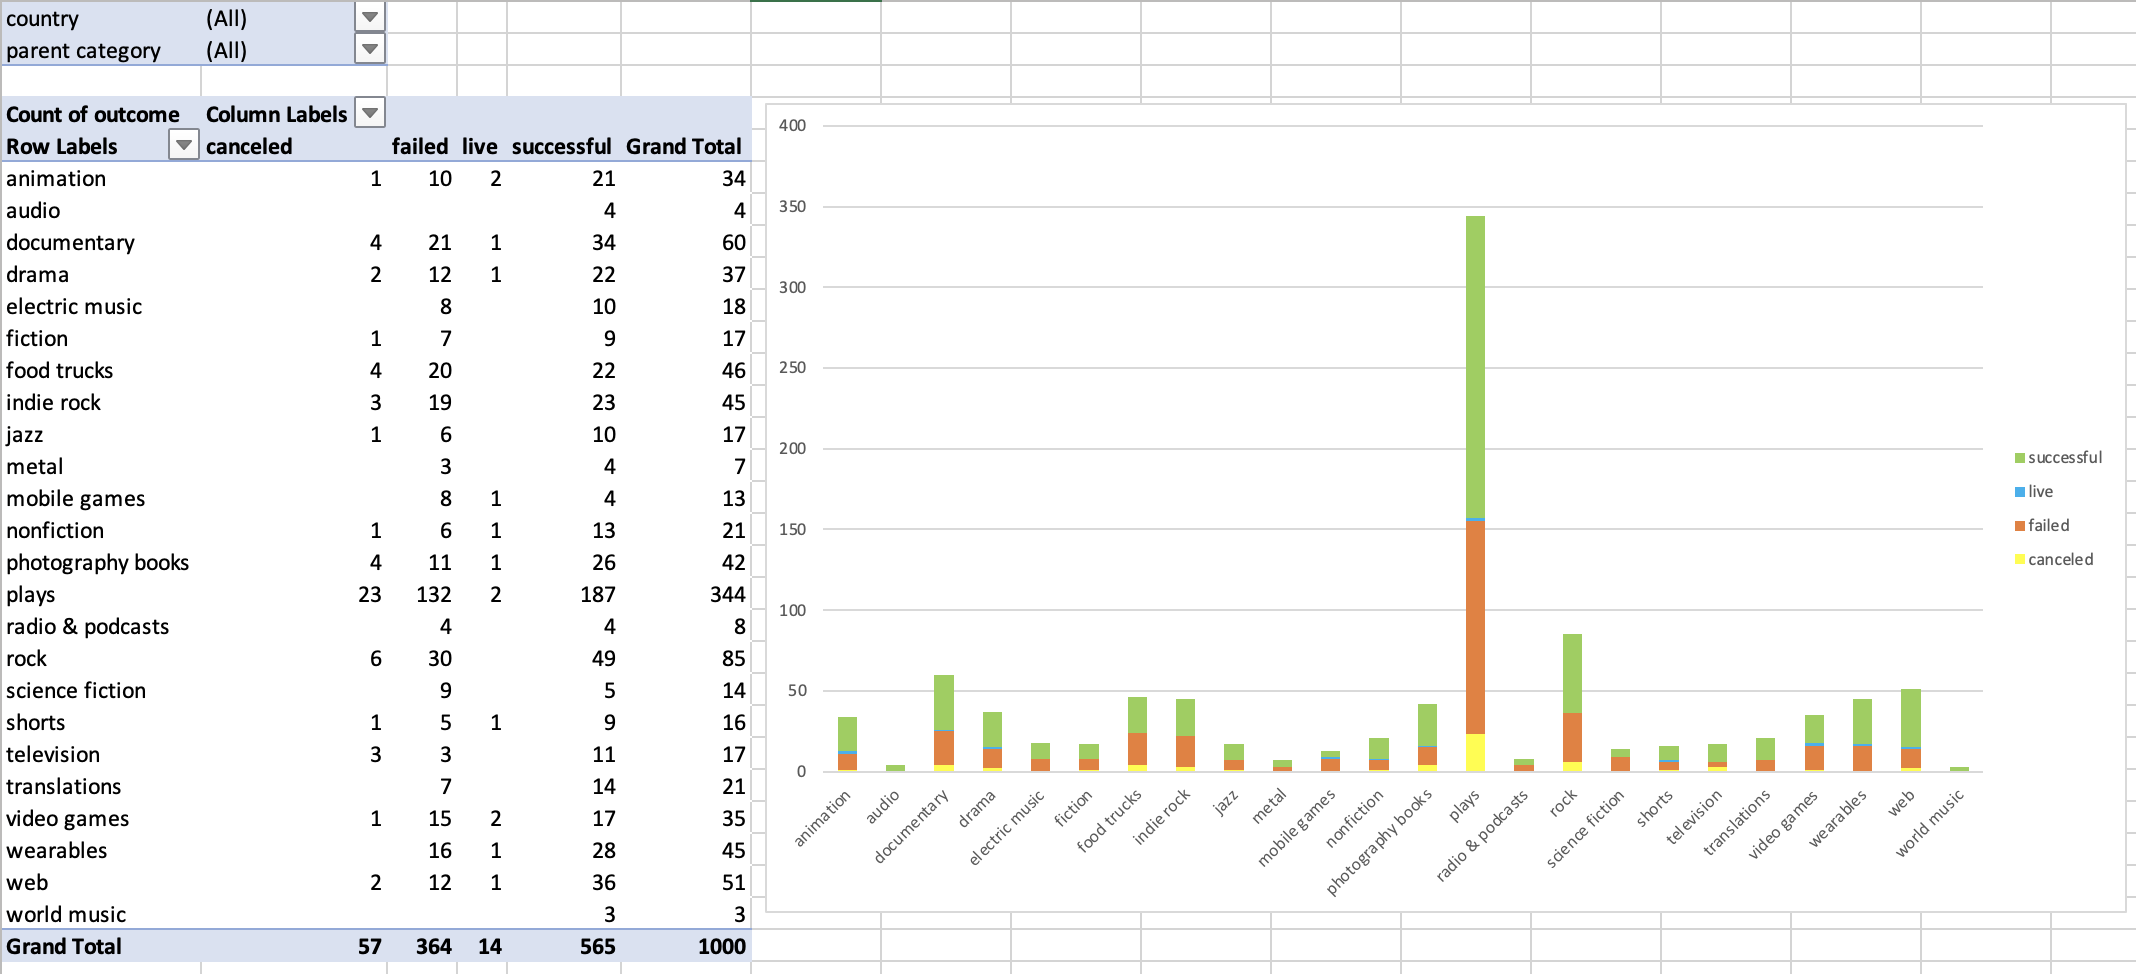 country (All)
parent category (All)
Count of outcome Column Labels
Row Labels canceled failed live successful Grand Total
animation 1 10 2 21 34
audio 4 4
documentary 4 21 1 34 60
drama 2 12 1 22 37
electric music 8 10 18
fiction 1 7 9 17
food trucks 4 20 22 46
indie rock 3 19 23 45
jazz 1 6 10 17
metal 3 4 7
mobile games 8 1 4 13
nonfiction 1 6 1 13 21
photography books 4 11 1 26 42
plays 23 132 2 187 344
radio & podcasts 4 4 8
rock 6 30 49 85
science fiction 9 5 14
shorts 1 5 1 9 16
television 3 3 11 17
translations 7 14 21
video games 1 15 2 17 35
wearables 16 1 28 45
web 2 12 1 36 51
world music 3 3
Grand Total 57 364 14 565 1000
400
350
300
250
200
150
100
50
0
animation
audio
documentary
drama
electric music
fiction
food trucks
indie rock
jazz
metal
mobile games
nonfiction
photography books
plays
radio & podcasts
rock
science fiction
shorts
television
translations
video games
wearables
web
world music
successful
live
failed
canceled